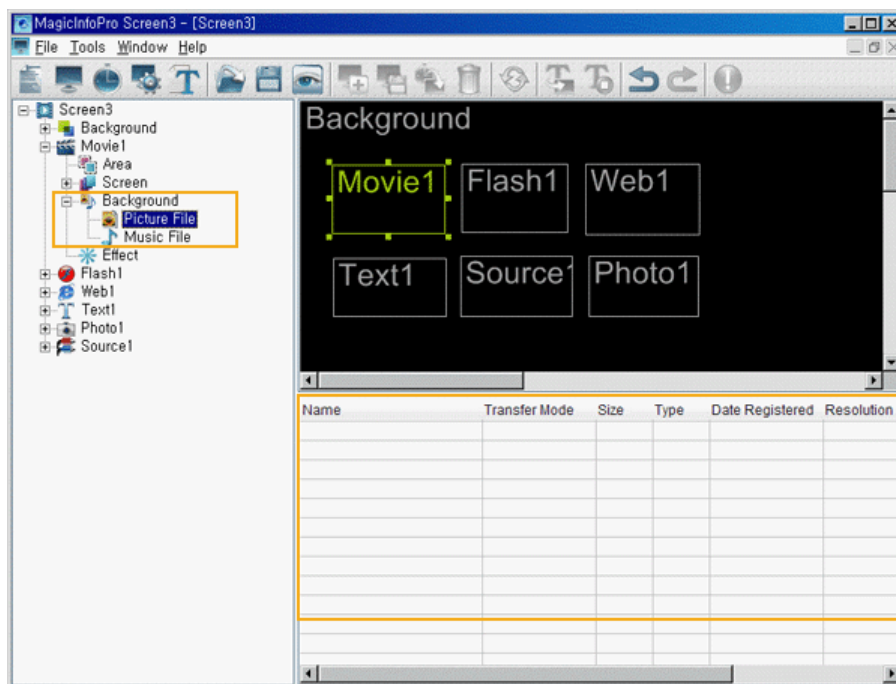 MagicInfoPro Screen3 - [Screen3]
File Tools Window Help
Screen3
Background
Movie1
Area
Screen
Background
Picture File
Music File
Effect
Flash1
Web1
Text1
Photo1
Source1
Background
Movie1 Flash1 Web1
Text1 Source1 Photo1
Name Transfer Mode Size Type Date Registered Resolution